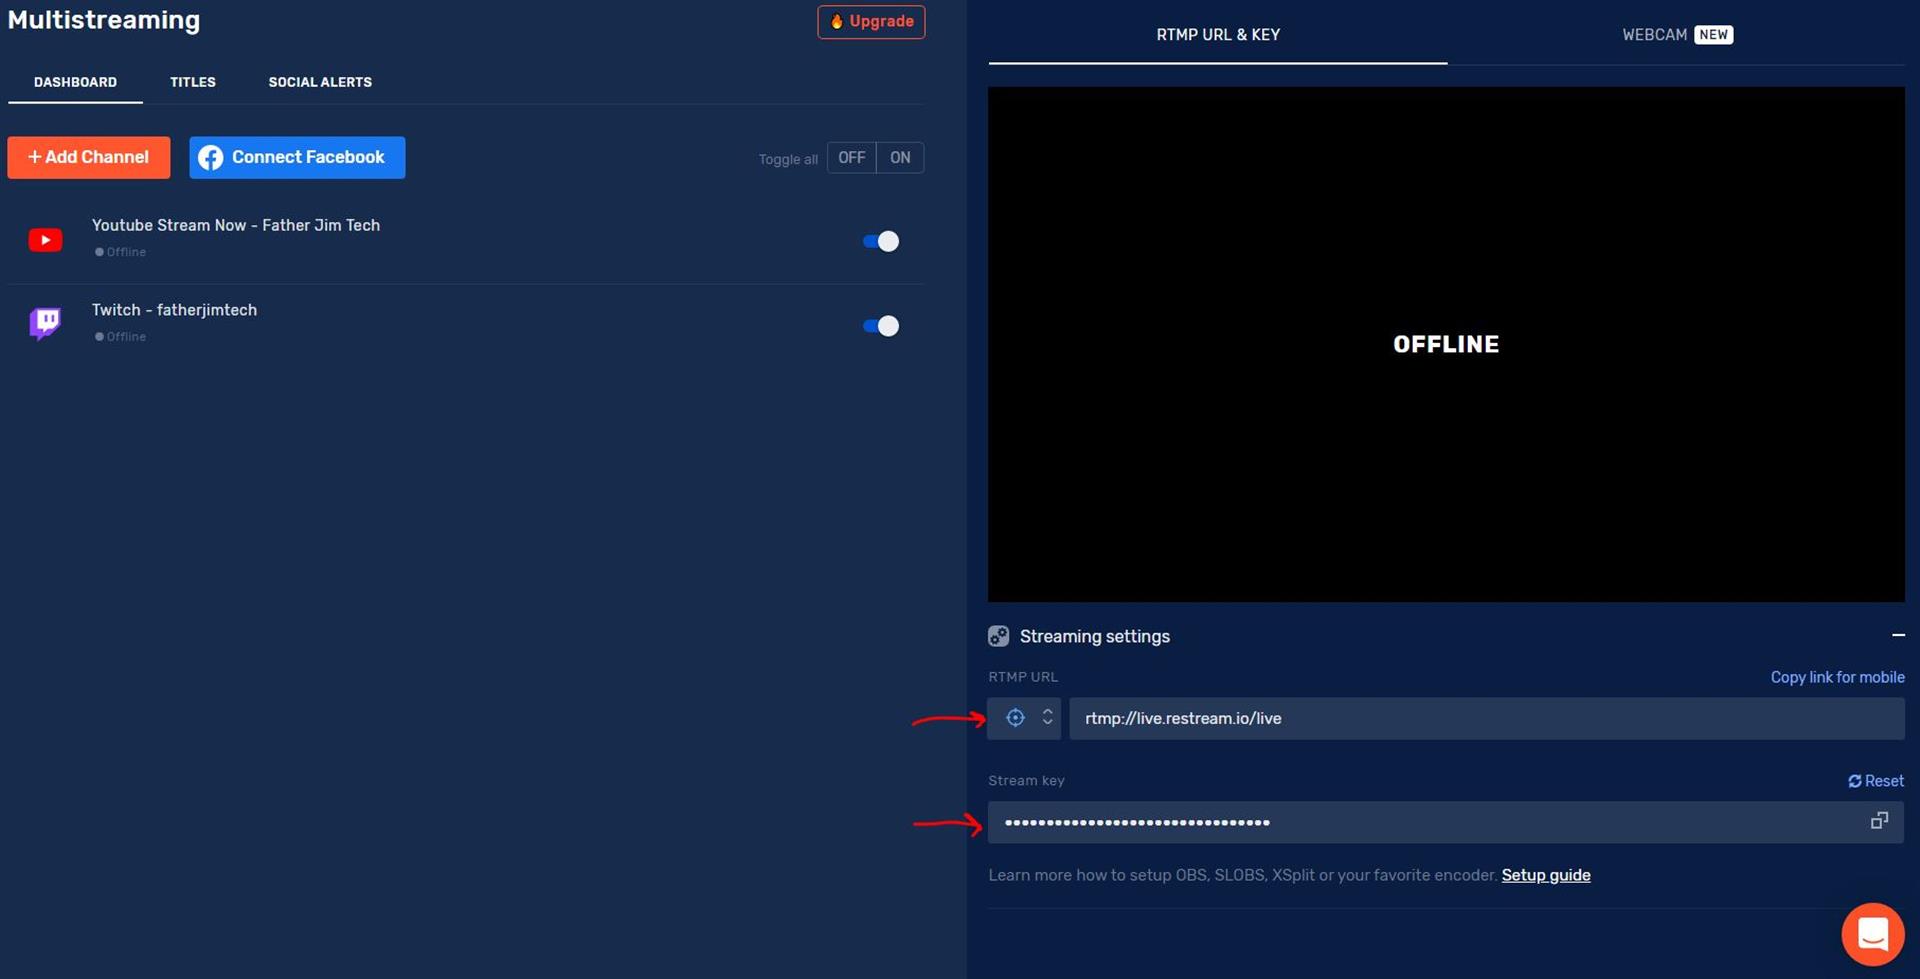 Multistreaming
Upgrade
DASHBOARD
TITLES
SOCIAL ALERTS
+ Add Channel
Connect Facebook
Toggle all
OFF
ON
Youtube Stream Now - Father Jim Tech
Offline
Twitch - fatherjimtech
Offline
RTMP URL & KEY
WEBCAM NEW
OFFLINE
Streaming settings
RTMP URL
Copy link for mobile
rtmp://live.restream.io/live
Stream key
Reset
••••••••••••••••••••••••••••••••
Learn more how to setup OBS, SLOBS, XSplit or your favorite encoder. Setup guide